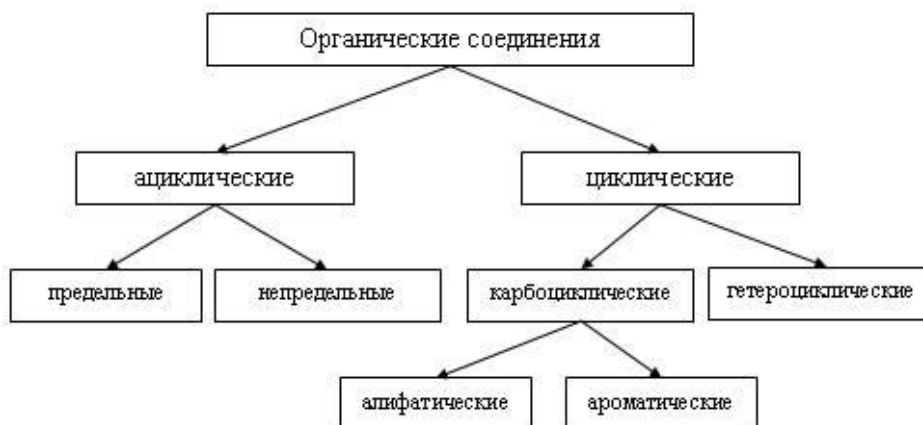 Органические соединения
ациклические
циклические
предельные
непредельные
карбоциклические
гетероциклические
алифатические
ароматические